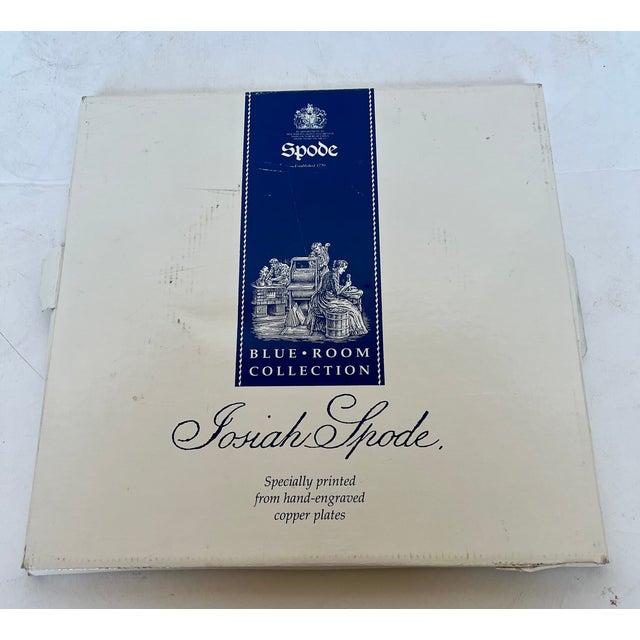 Spode
Established 1770
BLUE • ROOM
COLLECTION
Josiah Spode.
Specially printed
from hand-engraved
copper plates